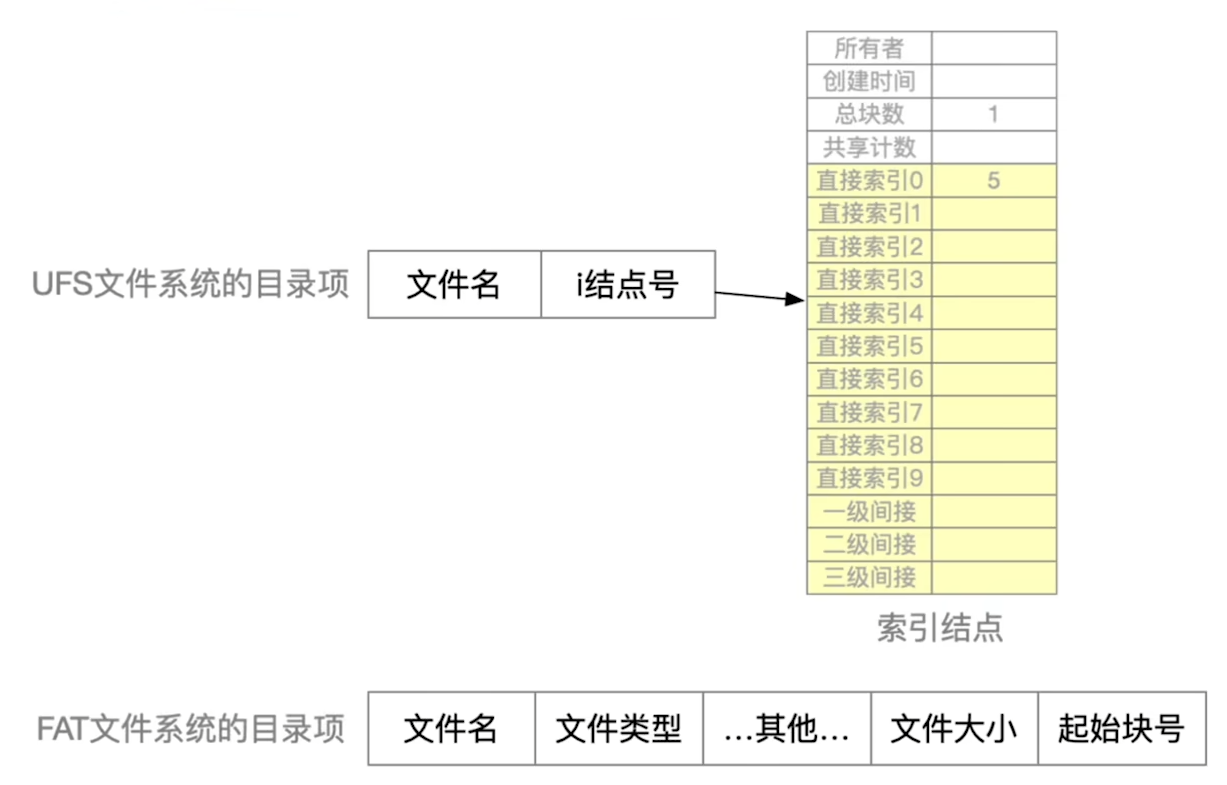 所有者
创建时间
总块数 1
共享计数
直接索引0 5
直接索引1
直接索引2
直接索引3
直接索引4
直接索引5
直接索引6
直接索引7
直接索引8
直接索引9
一级间接
二级间接
三级间接
索引结点
UFS文件系统的目录项 文件名 i结点号
FAT文件系统的目录项 文件名 文件类型 …其他… 文件大小 起始块号